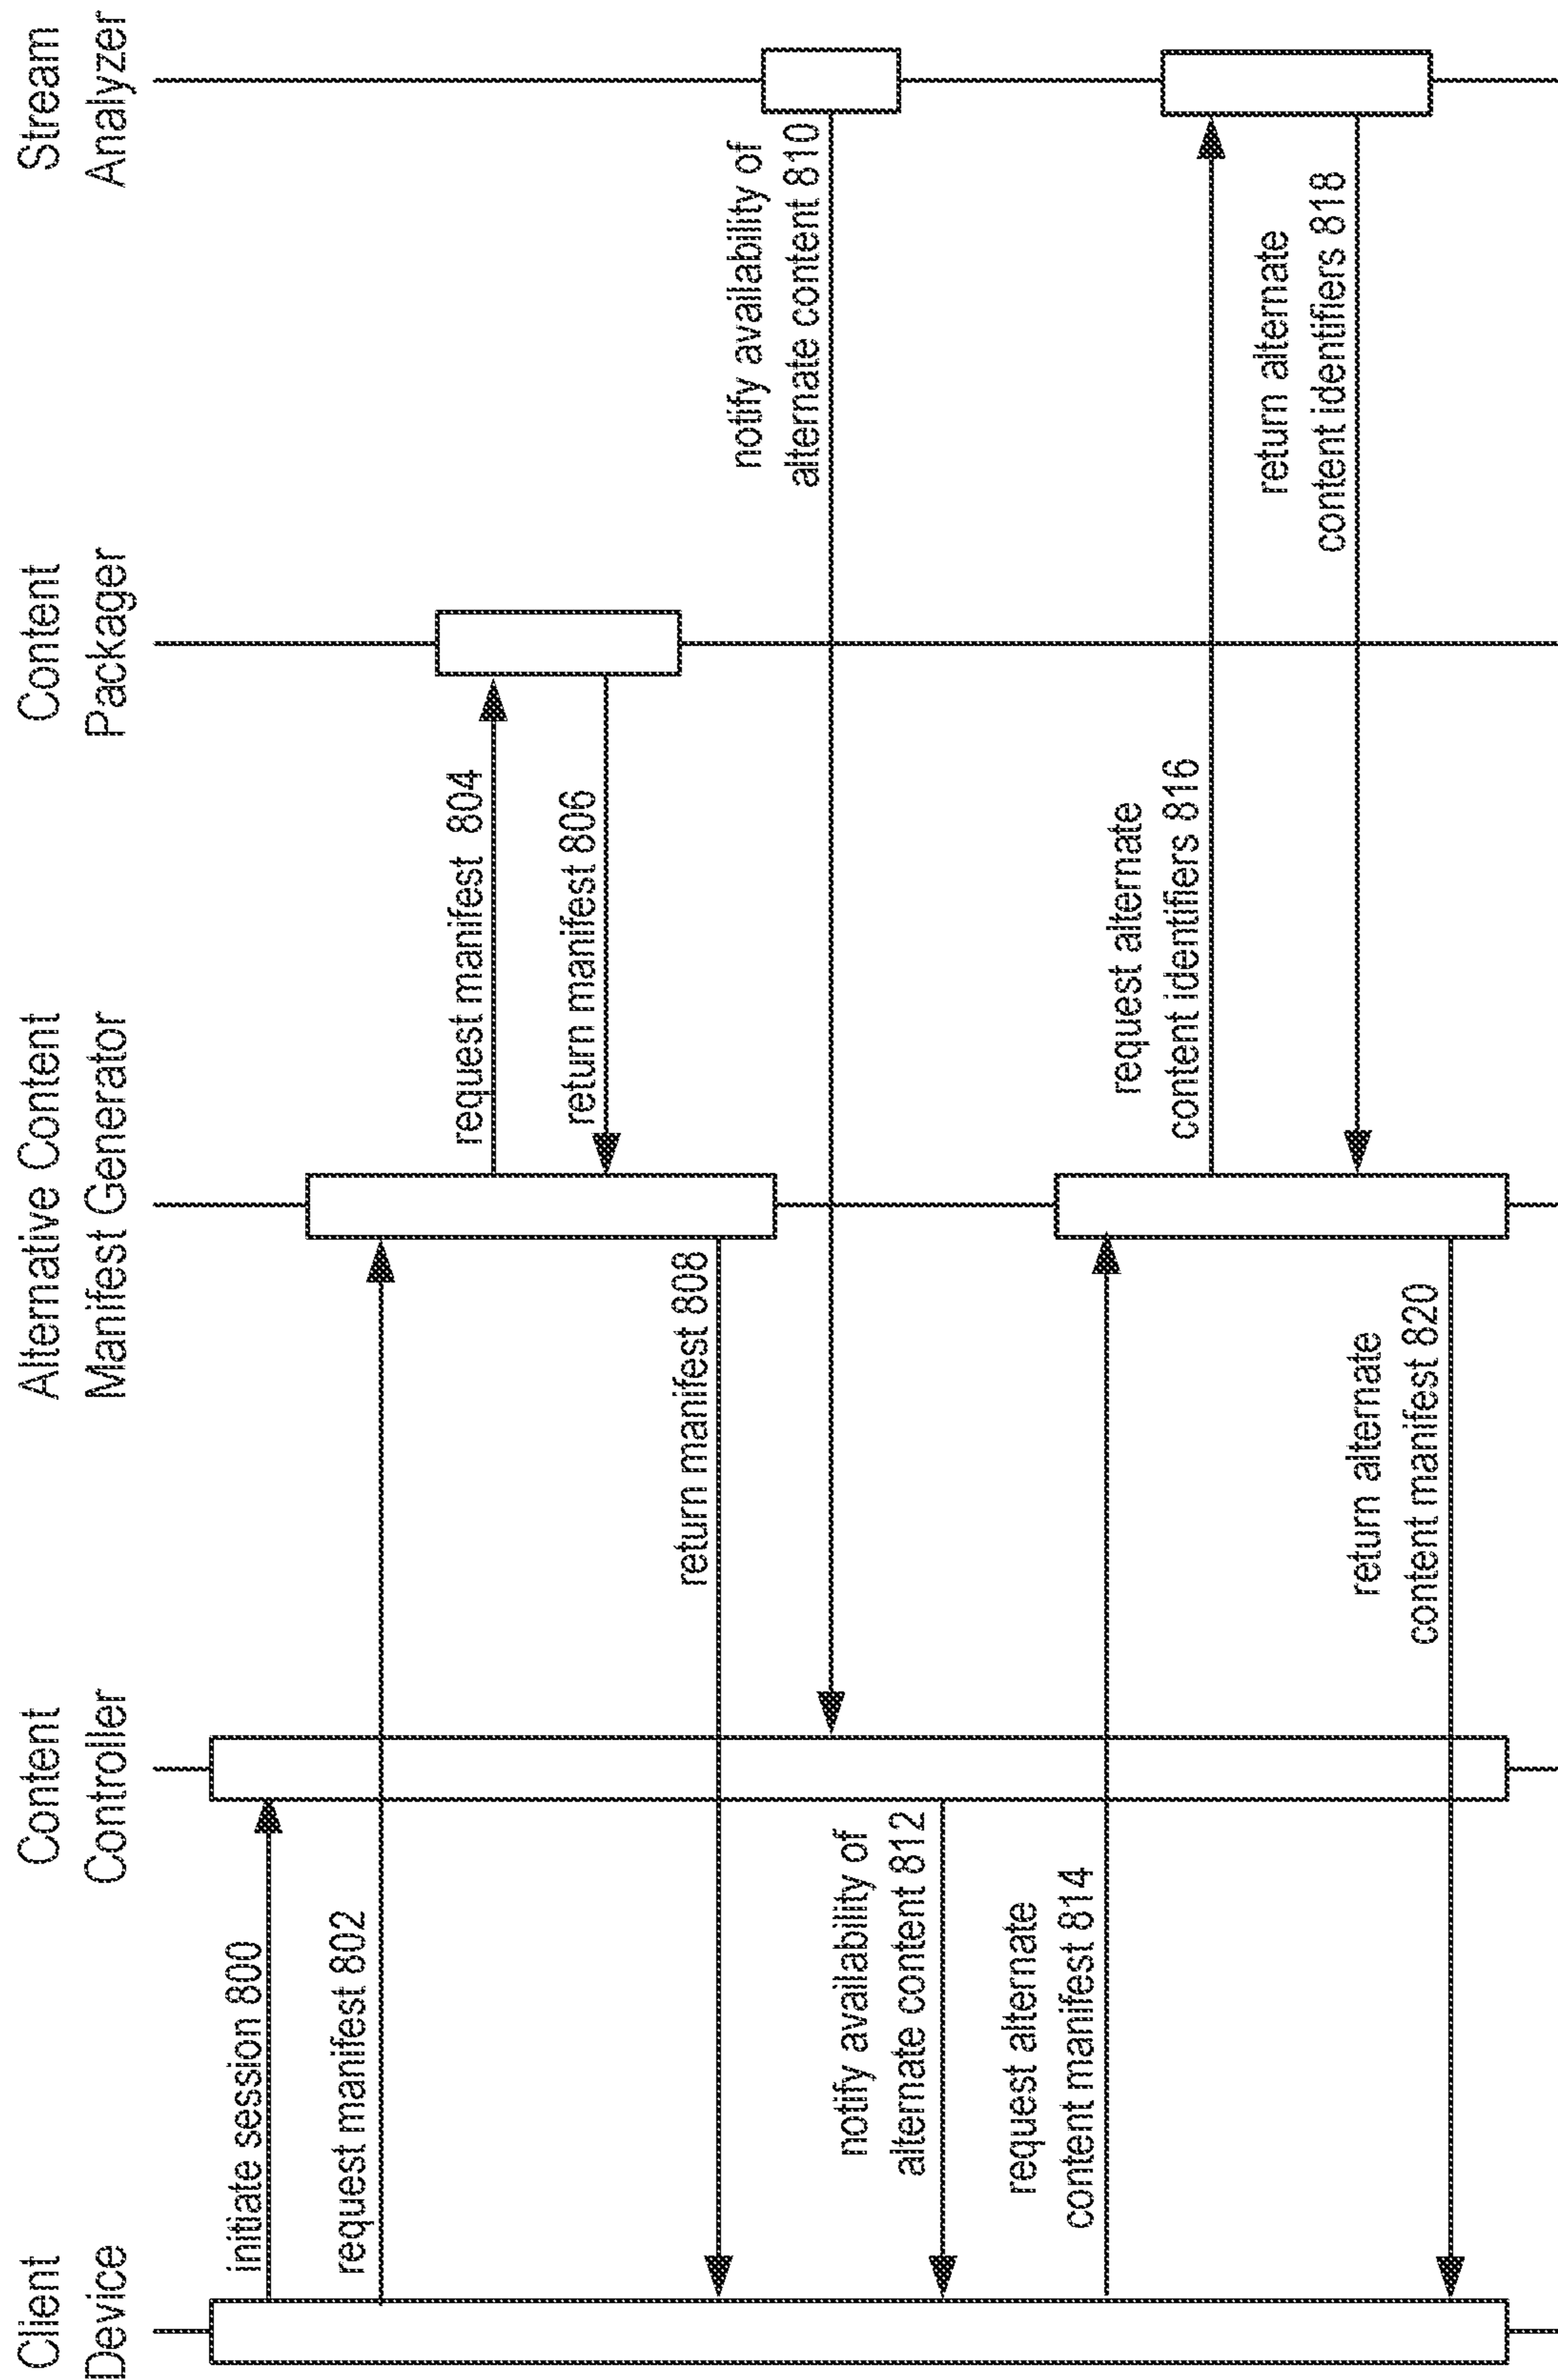 Client
Device
Content
Controller
Alternative Content
Manifest Generator
Content
Packager
Stream
Analyzer
initiate session 800
request manifest 802
request manifest 804
return manifest 806
return manifest 808
notify availability of
alternate content 810
notify availability of
alternate content 812
request alternate
content manifest 814
request alternate
content identifiers 816
return alternate
content identifiers 818
return alternate
content manifest 820